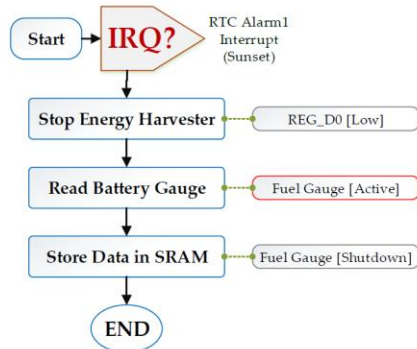 Start
IRQ?
RTC Alarm1
Interrupt
(Sunset)
Stop Energy Harvester
REG_D0 [Low]
Read Battery Gauge
Fuel Gauge [Active]
Store Data in SRAM
Fuel Gauge [Shutdown]
END